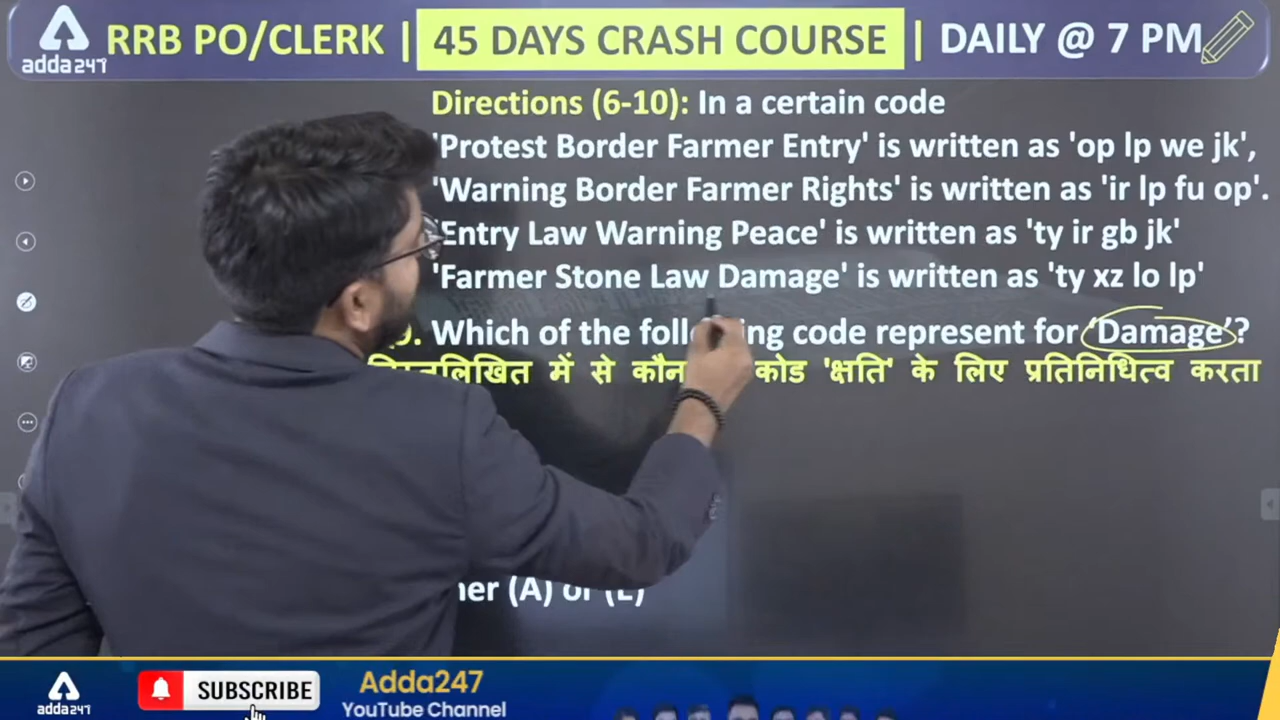 RRB PO/CLERK | 45 DAYS CRASH COURSE | DAILY @ 7 PM
adda247
Directions (6-10): In a certain code
'Protest Border Farmer Entry' is written as 'op lp we jk',
'Warning Border Farmer Rights' is written as 'ir lp fu op'.
'Entry Law Warning Peace' is written as 'ty ir gb jk'
'Farmer Stone Law Damage' is written as 'ty xz lo lp'
9. Which of the code represent for 'Damage'?
में से कोड 'क्षति' के लिए प्रतिनिधित्व करता
(A) or (E)
adda247
SUBSCRIBE
Adda247
YouTube Channel